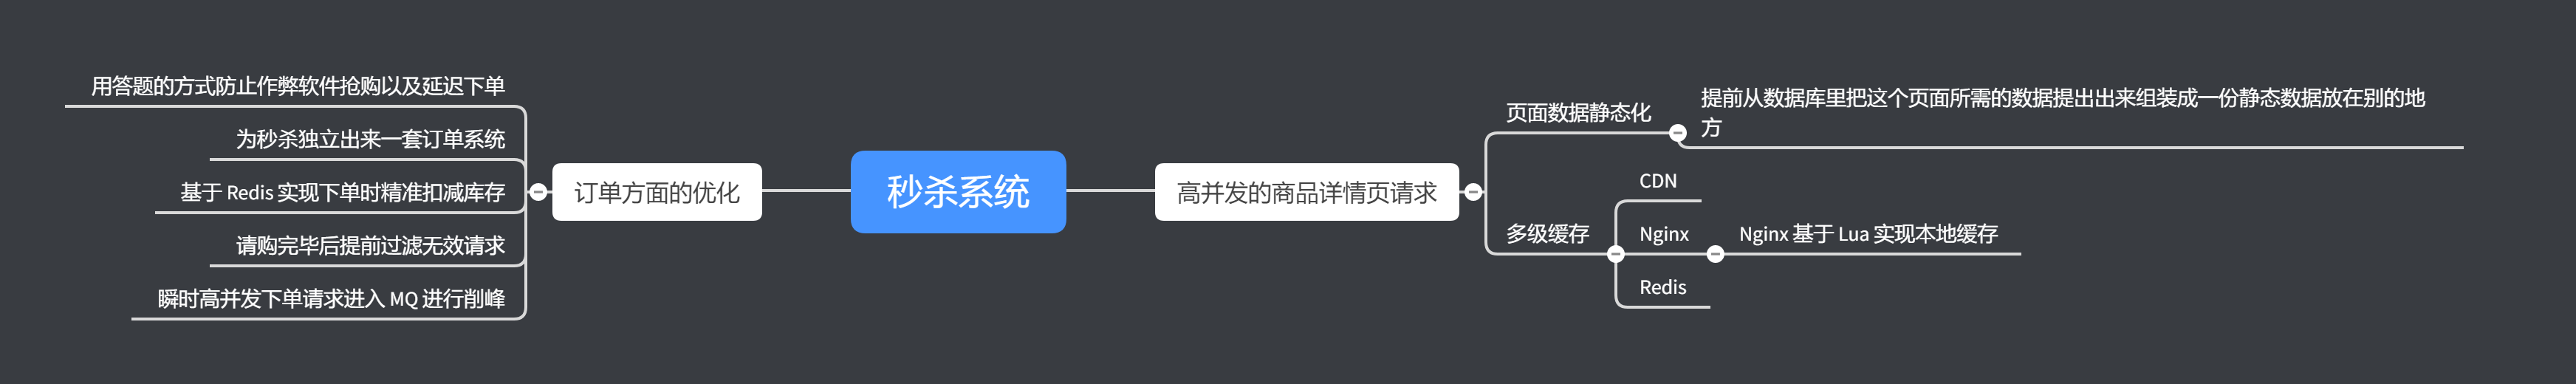 用答题的方式防止作弊软件抢购以及延迟下单
为秒杀独立出来一套订单系统
基于 Redis 实现下单时精准扣减库存
请购完毕后提前过滤无效请求
瞬时高并发下单请求进入 MQ 进行削峰
订单方面的优化
秒杀系统
高并发的商品详情页请求
页面数据静态化
提前从数据库里把这个页面所需的数据提出出来组装成一份静态数据放在别的地
方
多级缓存
CDN
Nginx
Nginx 基于 Lua 实现本地缓存
Redis